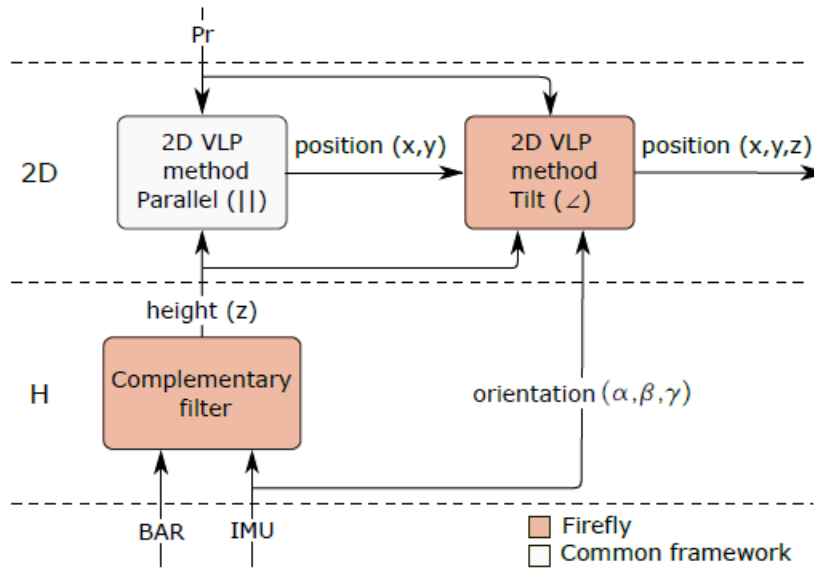 Pr
2D
2D VLP
method
Parallel (||)
position (x,y)
2D VLP
method
Tilt (∠)
position (x,y,z)
height (z)
H
Complementary
filter
orientation (α,β,γ)
BAR
IMU
Firefly
Common framework